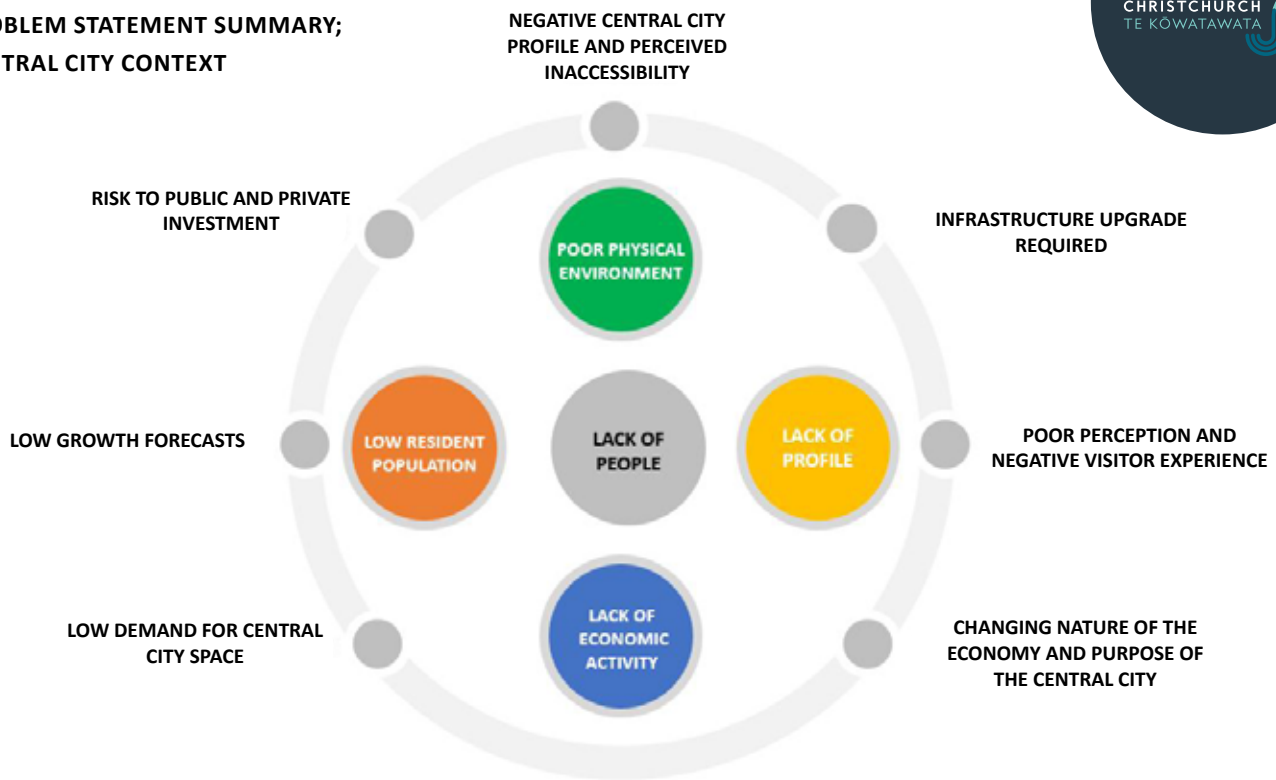 OBLEM STATEMENT SUMMARY;
TRAL CITY CONTEXT
NEGATIVE CENTRAL CITY
PROFILE AND PERCEIVED
INACCESSIBILITY
CHRISTCHURCH
TE KŌWATAWATA
RISK TO PUBLIC AND PRIVATE
INVESTMENT
INFRASTRUCTURE UPGRADE
REQUIRED
POOR PHYSICAL
ENVIRONMENT
LOW GROWTH FORECASTS
LOW RESIDENT
POPULATION
LACK OF
PEOPLE
LACK OF
PROFILE
POOR PERCEPTION AND
NEGATIVE VISITOR EXPERIENCE
LOW DEMAND FOR CENTRAL
CITY SPACE
LACK OF
ECONOMIC
ACTIVITY
CHANGING NATURE OF THE
ECONOMY AND PURPOSE OF
THE CENTRAL CITY